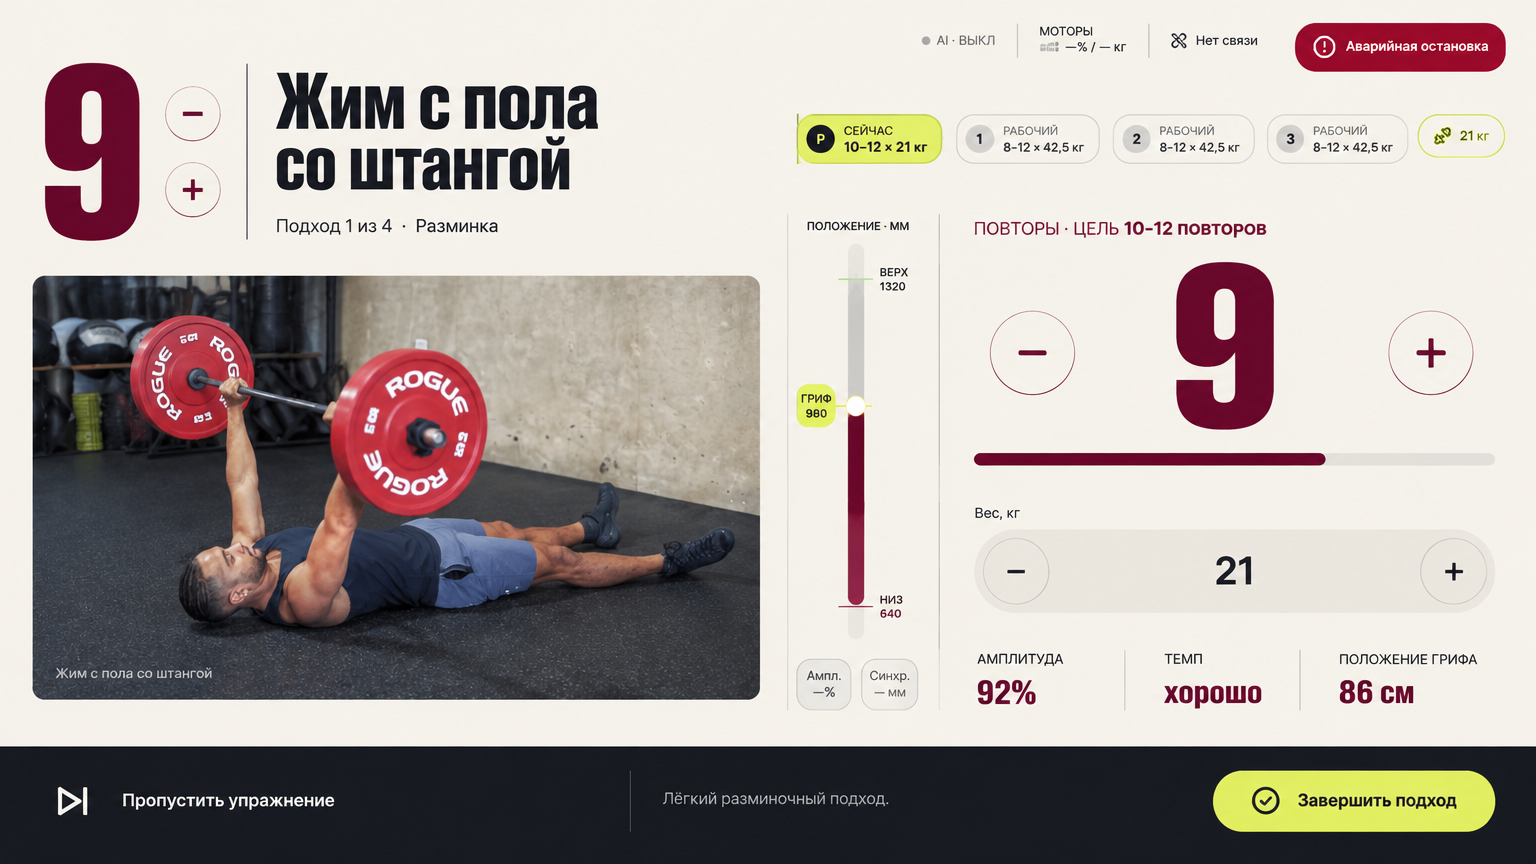 AI · ВЫКЛ
МОТОРЫ
—% / — кг
Нет связи
Аварийная остановка
9
−
+
Жим с пола
со штангой
Подход 1 из 4 · Разминка
Р
СЕЙЧАС
10–12 × 21 кг
1
РАБОЧИЙ
8–12 × 42,5 кг
2
РАБОЧИЙ
8–12 × 42,5 кг
3
РАБОЧИЙ
8–12 × 42,5 кг
21 кг
ROGUE
ROGUE
ROGUE
ROGUE
Жим с пола со штангой
ПОЛОЖЕНИЕ · ММ
ВЕРХ
1320
ГРИФ
980
НИЗ
640
Ампл.
—%
Синхр.
— мм
ПОВТОРЫ · ЦЕЛЬ 10–12 ПОВТОРОВ
−
9
+
Вес, кг
−
21
+
АМПЛИТУДА
92%
ТЕМП
хорошо
ПОЛОЖЕНИЕ ГРИФА
86 см
Пропустить упражнение
Лёгкий разминочный подход.
Завершить подход